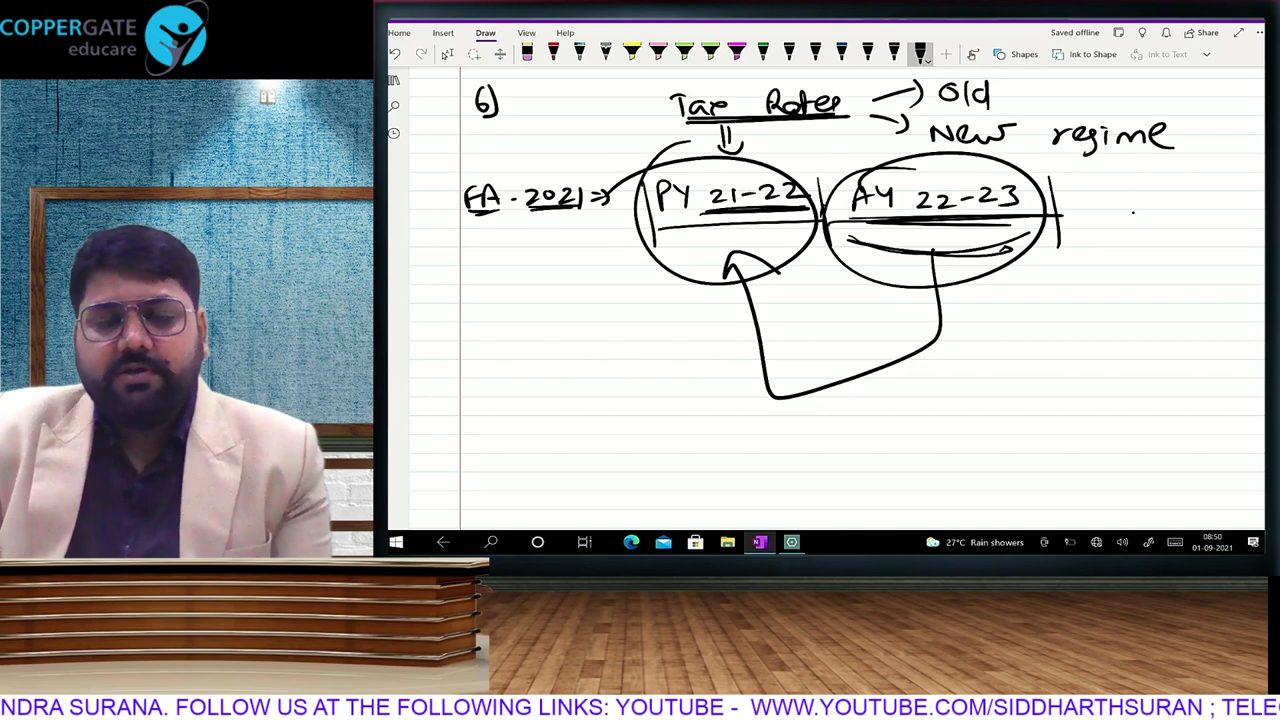 COPPERGATE
educare
Home Insert Draw View Help
Saved offline
Share
Shapes
Ink to Shape
Ink to Text
6) Tax Rates → Old
→ New regime
FA - 2021 ⇒ PY 21-22 AY 22-23
27°C Rain showers
08:50
01-09-2021
NDRA SURANA. FOLLOW US AT THE FOLLOWING LINKS: YOUTUBE - WWW.YOUTUBE.COM/SIDDHARTHSURAN ; TELE